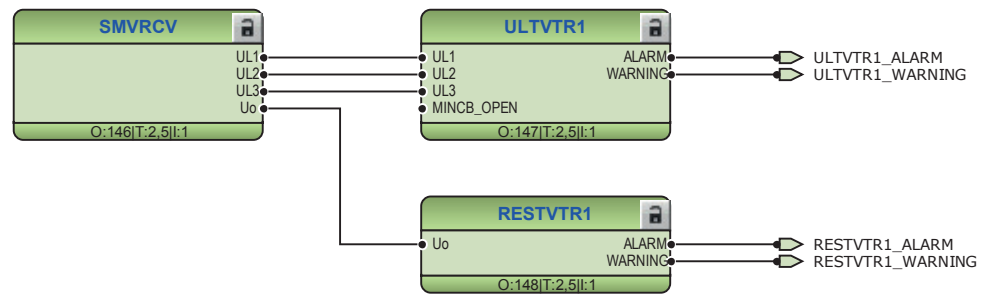 SMVRCV
UL1
UL2
UL3
Uo
O:146|T:2,5|I:1
ULTVTR1
UL1
UL2
UL3
MINCB_OPEN
ALARM
WARNING
O:147|T:2,5|I:1
ULTVTR1_ALARM
ULTVTR1_WARNING
RESTVTR1
Uo
ALARM
WARNING
O:148|T:2,5|I:1
RESTVTR1_ALARM
RESTVTR1_WARNING